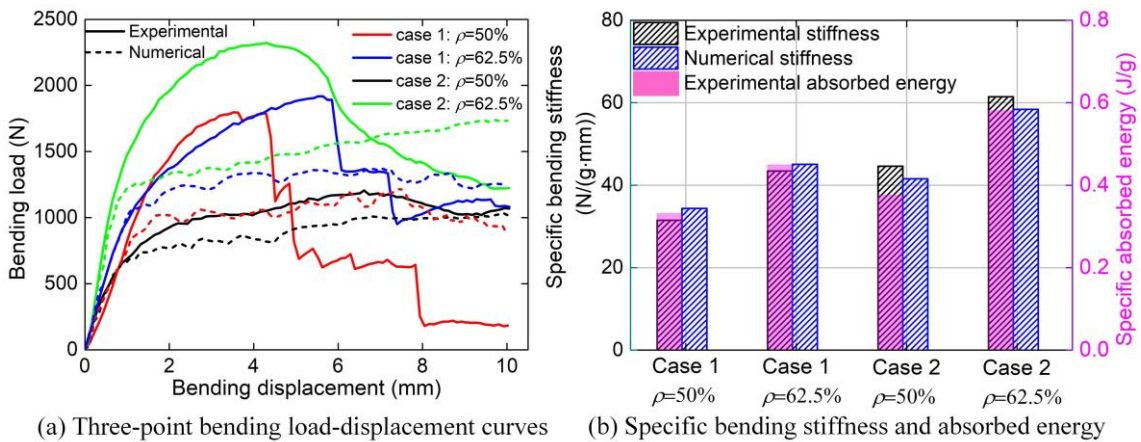 2500
2000
1500
1000
500
0
Bending load (N)
Experimental
Numerical
case 1: ρ=50%
case 1: ρ=62.5%
case 2: ρ=50%
case 2: ρ=62.5%
0 2 4 6 8 10
Bending displacement (mm)
(a) Three-point bending load-displacement curves
80
60
40
20
0
Specific bending stiffness
(N/(g·mm))
Experimental stiffness
Numerical stiffness
Experimental absorbed energy
0.8
0.6
0.4
0.2
0.0
Specific absorbed energy (J/g)
Case 1 Case 1 Case 2 Case 2
ρ=50% ρ=62.5% ρ=50% ρ=62.5%
(b) Specific bending stiffness and absorbed energy